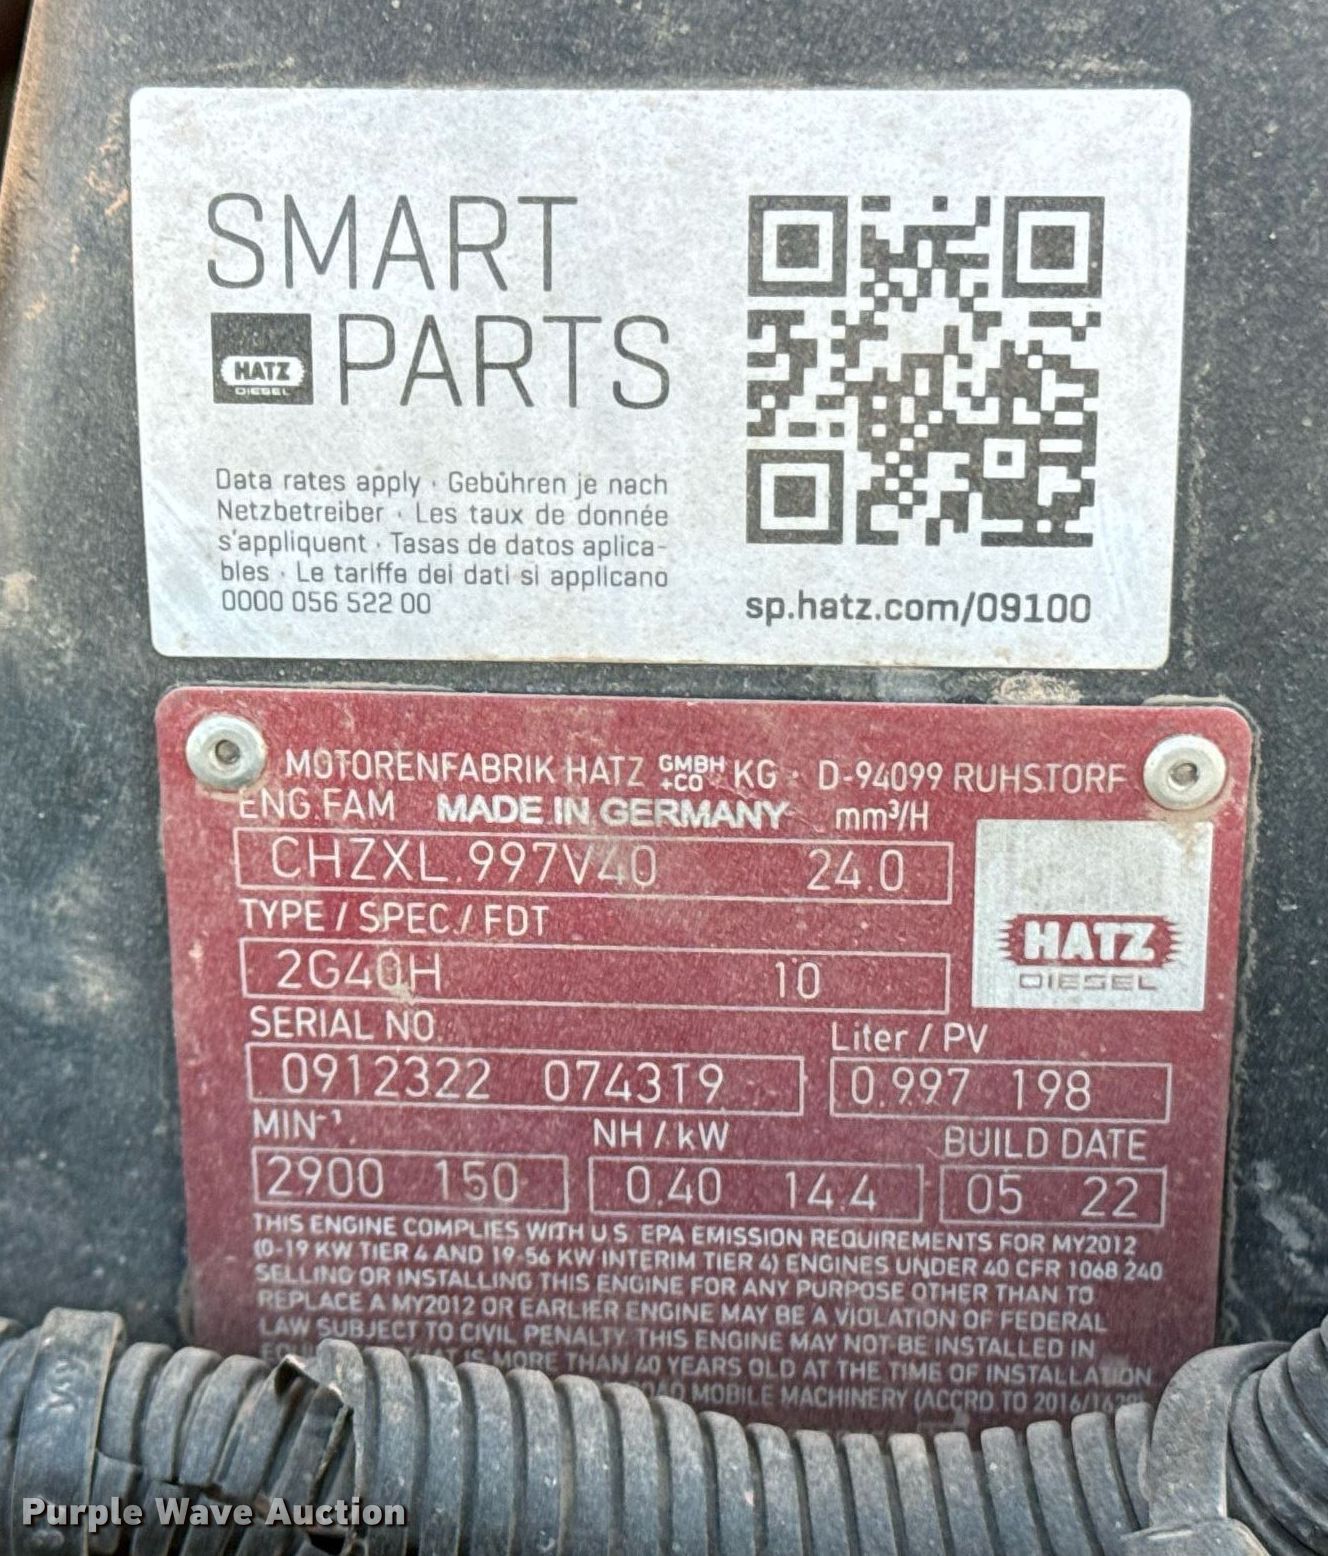 SMART
HATZ
DIESEL
PARTS
Data rates apply · Gebühren je nach
Netzbetreiber · Les taux de donnée
s'appliquent · Tasas de datos aplica-
bles · Le tariffe dei dati si applicano
0000 056 522 00
sp.hatz.com/09100
MOTORENFABRIK HATZ GMBH +CO KG · D-94099 RUHSTORF
ENG.FAM MADE IN GERMANY mm³/H
CHZXL.997V40 24.0
TYPE / SPEC / FDT
2G40H 10
HATZ
DIESEL
SERIAL NO. Liter / PV
0912322 074319 0.997 198
MIN-¹ NH / kW BUILD DATE
2900 150 0.40 14.4 05 22
THIS ENGINE COMPLIES WITH U.S. EPA EMISSION REQUIREMENTS FOR MY2012
(0-19 KW TIER 4 AND 19-56 KW INTERIM TIER 4) ENGINES UNDER 40 CFR 1068 240
SELLING OR INSTALLING THIS ENGINE FOR ANY PURPOSE OTHER THAN TO
REPLACE A MY2012 OR EARLIER ENGINE MAY BE A VIOLATION OF FEDERAL
LAW SUBJECT TO CIVIL PENALTY. THIS ENGINE MAY NOT BE INSTALLED IN
IS MORE THAN 40 YEARS OLD AT THE TIME OF INSTALLATION
MOBILE MACHINERY (ACCRD TO
Purple Wave Auction